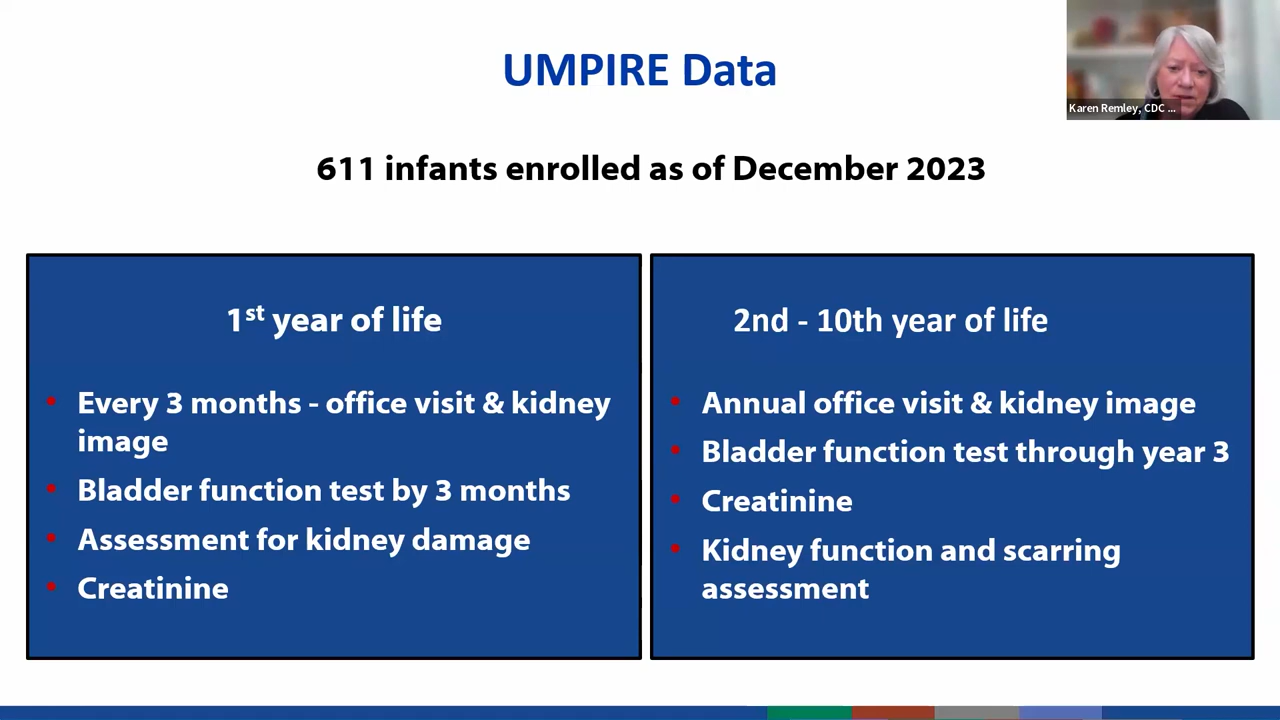 UMPIRE Data
Karen Remley, CDC ...
611 infants enrolled as of December 2023
1st year of life
Every 3 months - office visit & kidney
image
Bladder function test by 3 months
Assessment for kidney damage
Creatinine
2nd - 10th year of life
Annual office visit & kidney image
Bladder function test through year 3
Creatinine
Kidney function and scarring
assessment